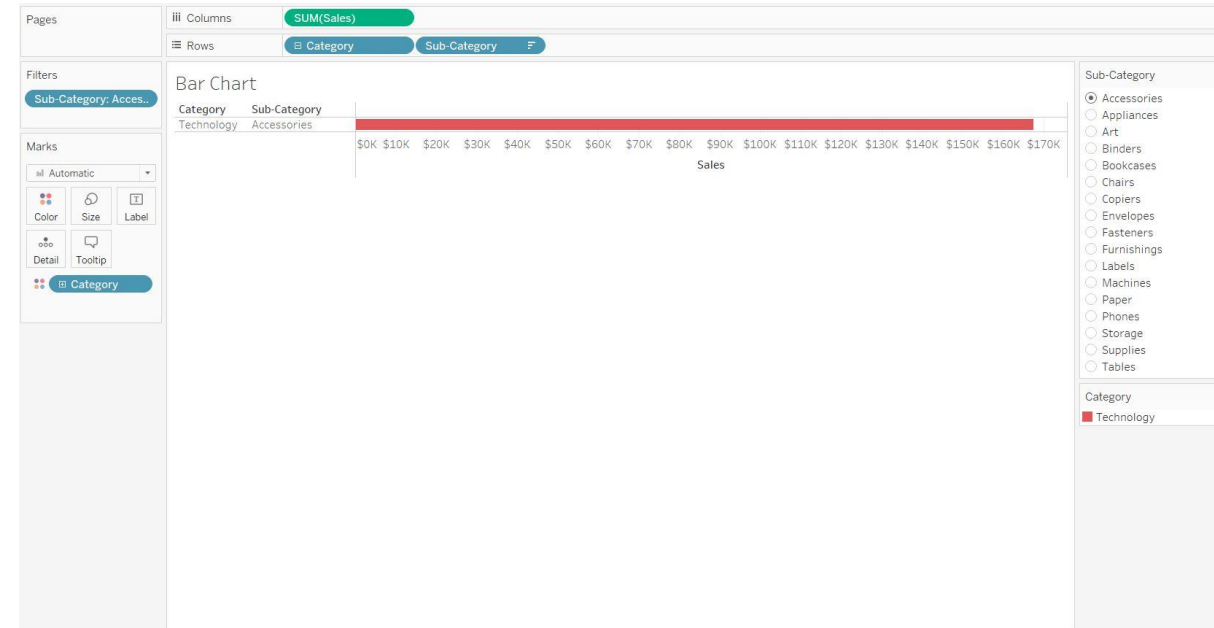 Pages
Columns
SUM(Sales)
Rows
Category
Sub-Category
Filters
Sub-Category: Acces..
Marks
Automatic
Color
Size
T
Label
Detail
Tooltip
Category
Bar Chart
Category Sub-Category
Technology Accessories
$0K $10K $20K $30K $40K $50K $60K $70K $80K $90K $100K $110K $120K $130K $140K $150K $160K $170K
Sales
Sub-Category
Accessories
Appliances
Art
Binders
Bookcases
Chairs
Copiers
Envelopes
Fasteners
Furnishings
Labels
Machines
Paper
Phones
Storage
Supplies
Tables
Category
Technology